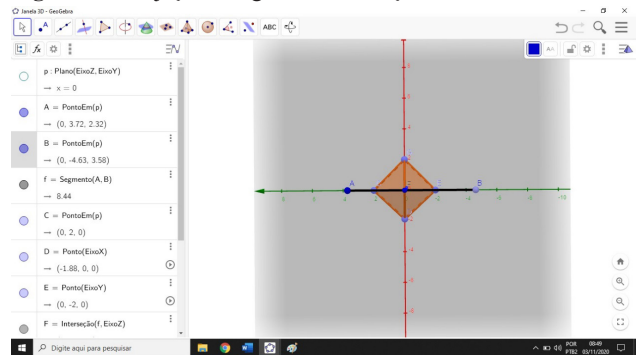 Janela 3D - GeoGebra
ABC
p : Plano(EixoZ, EixoY)
→ x = 0
A = PontoEm(p)
→ (0, 3.72, 2.32)
B = PontoEm(p)
→ (0, -4.63, 3.58)
f = Segmento(A, B)
→ 8.44
C = PontoEm(p)
→ (0, 2, 0)
D = Ponto(EixoX)
→ (-1.88, 0, 0)
E = Ponto(EixoY)
→ (0, -2, 0)
F = Interseção(f, EixoZ)
AA
A
B
Digite aqui para pesquisar
POR
PTB2
08:49
03/11/2020